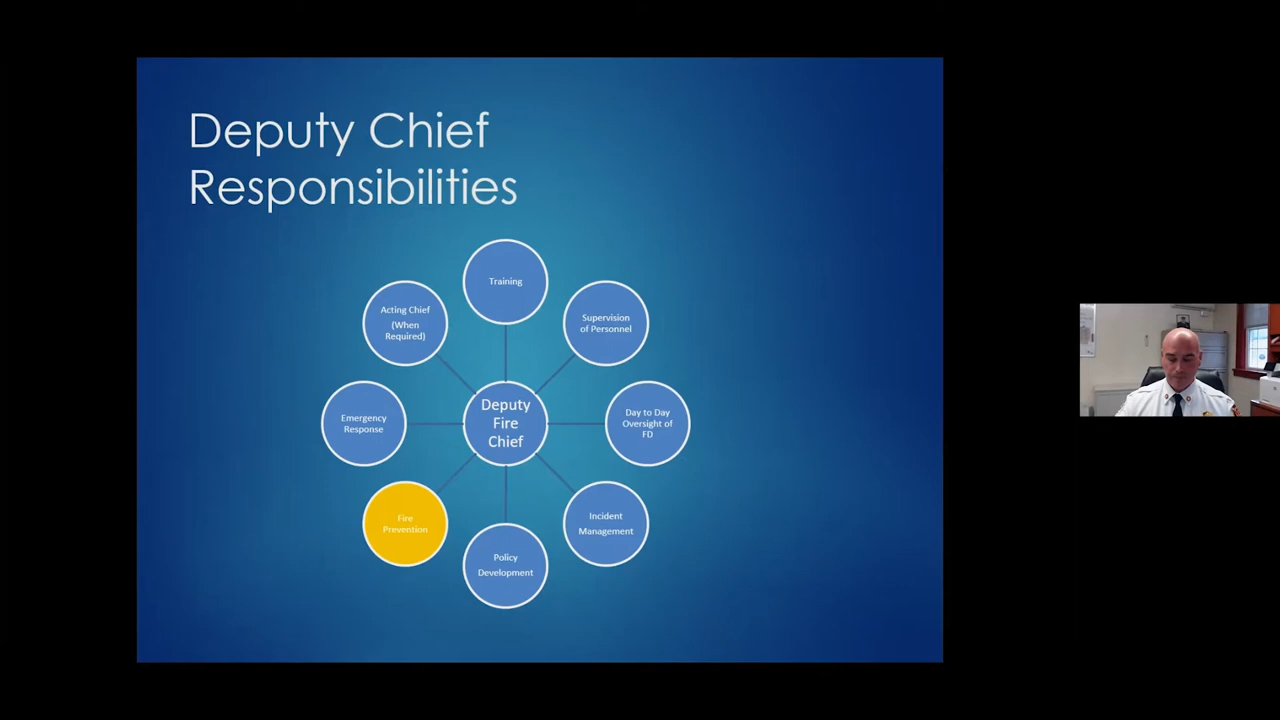 Deputy Chief
Responsibilities
Training
Acting Chief
(When
Required)
Supervision
of Personnel
Emergency
Response
Deputy
Fire
Chief
Day to Day
Oversight of
FD
Fire
Prevention
Incident
Management
Policy
Development